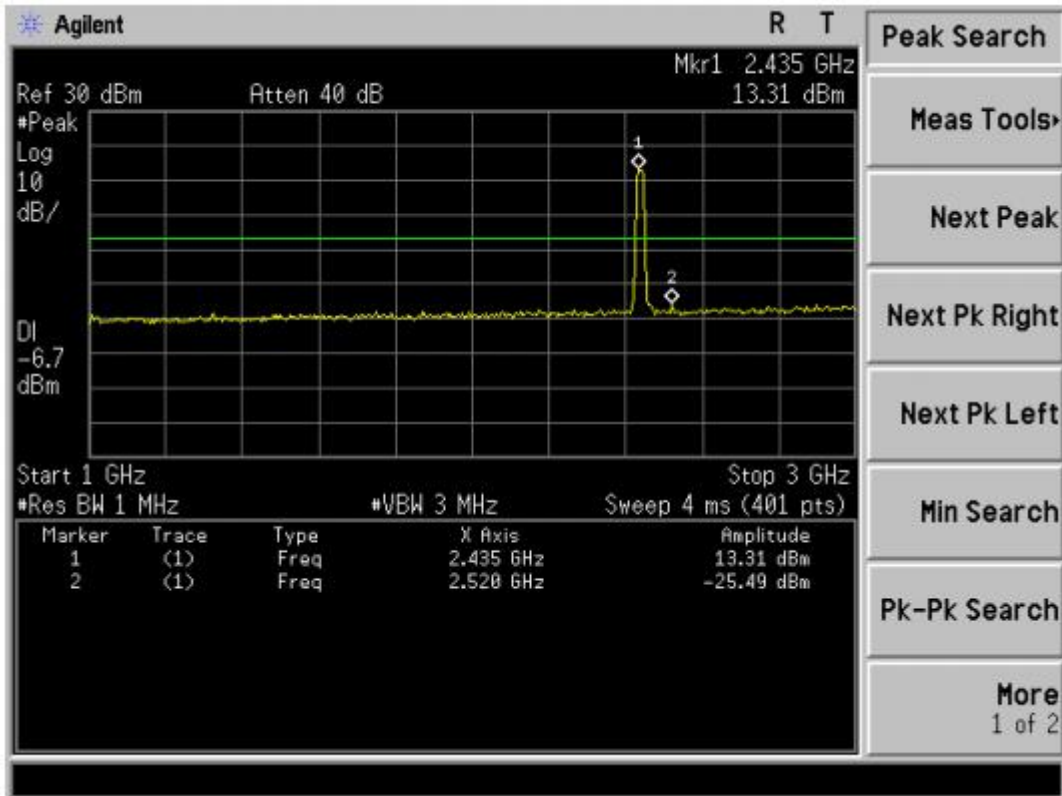 Agilent
R T
Peak Search
Mkr1 2.435 GHz
Ref 30 dBm Atten 40 dB 13.31 dBm
#Peak
Log
10
dB/
1
2
DI
-6.7
dBm
Start 1 GHz Stop 3 GHz
#Res BW 1 MHz #VBW 3 MHz Sweep 4 ms (401 pts)
Marker Trace Type X Axis Amplitude
1 (1) Freq 2.435 GHz 13.31 dBm
2 (1) Freq 2.520 GHz -25.49 dBm
Meas Tools
Next Peak
Next Pk Right
Next Pk Left
Min Search
Pk-Pk Search
More
1 of 2